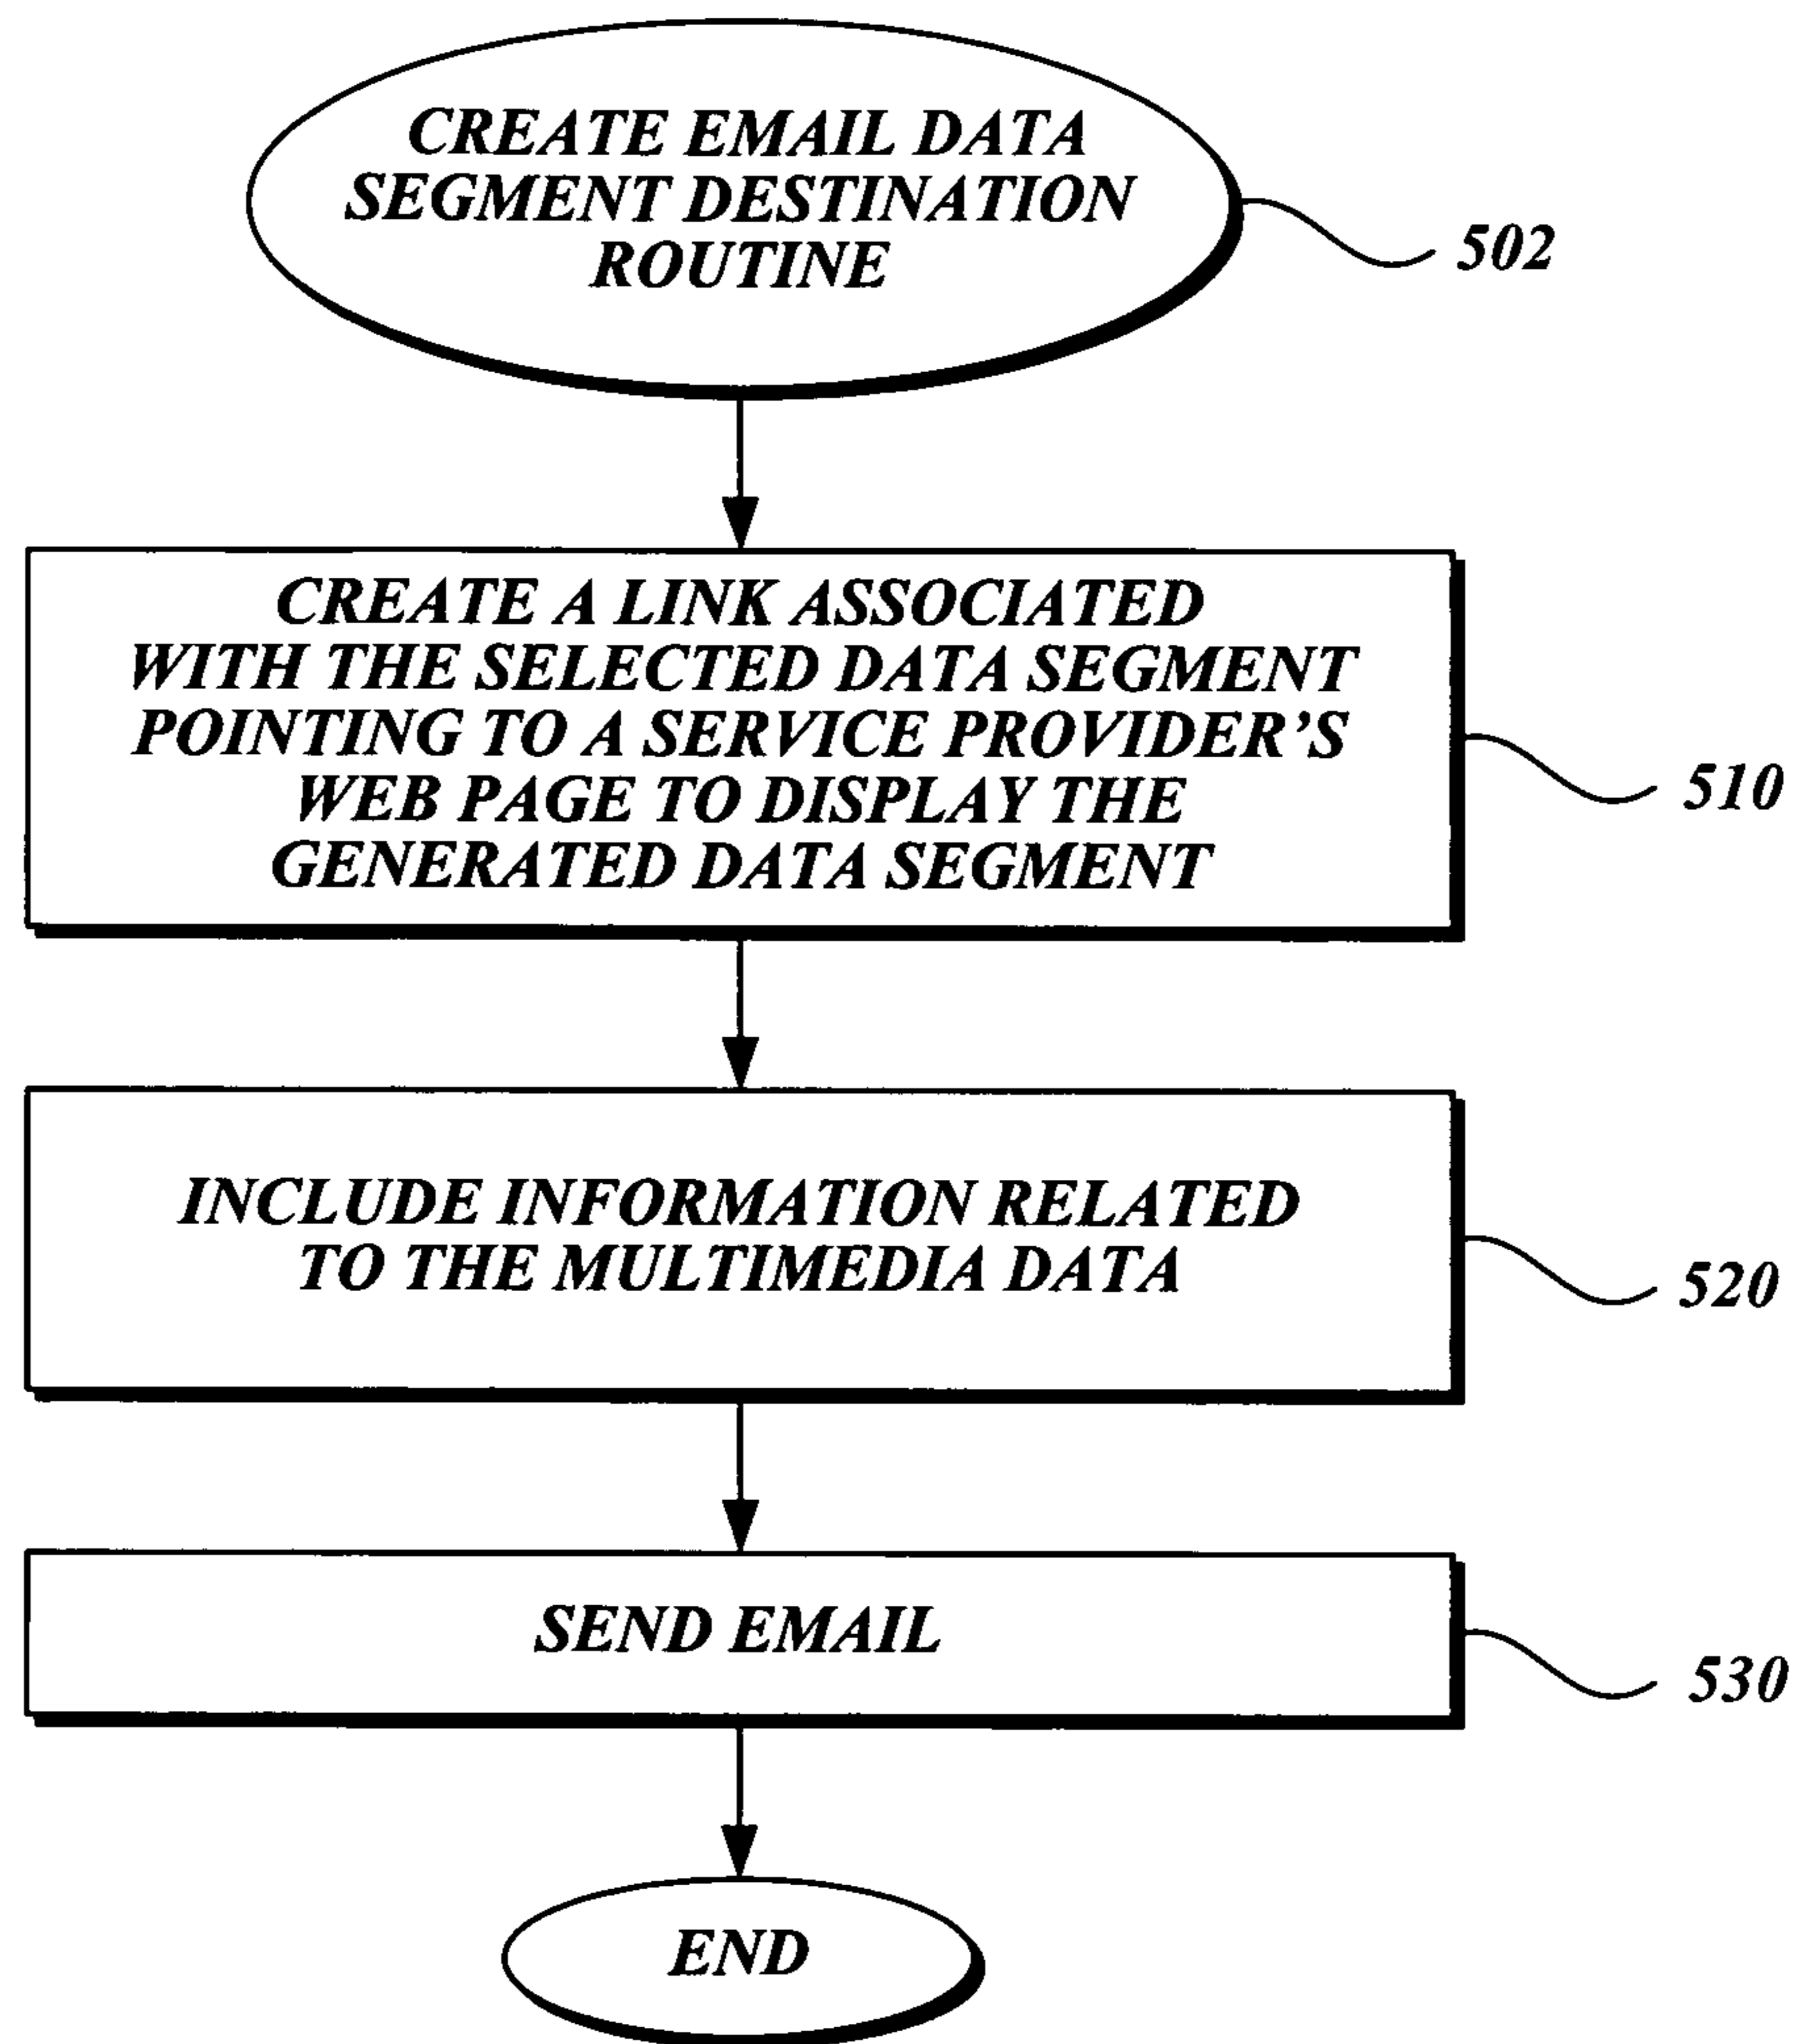 CREATE EMAIL DATA
SEGMENT DESTINATION
ROUTINE
502
CREATE A LINK ASSOCIATED
WITH THE SELECTED DATA SEGMENT
POINTING TO A SERVICE PROVIDER’S
WEB PAGE TO DISPLAY THE
GENERATED DATA SEGMENT
510
INCLUDE INFORMATION RELATED
TO THE MULTIMEDIA DATA
520
SEND EMAIL
530
END